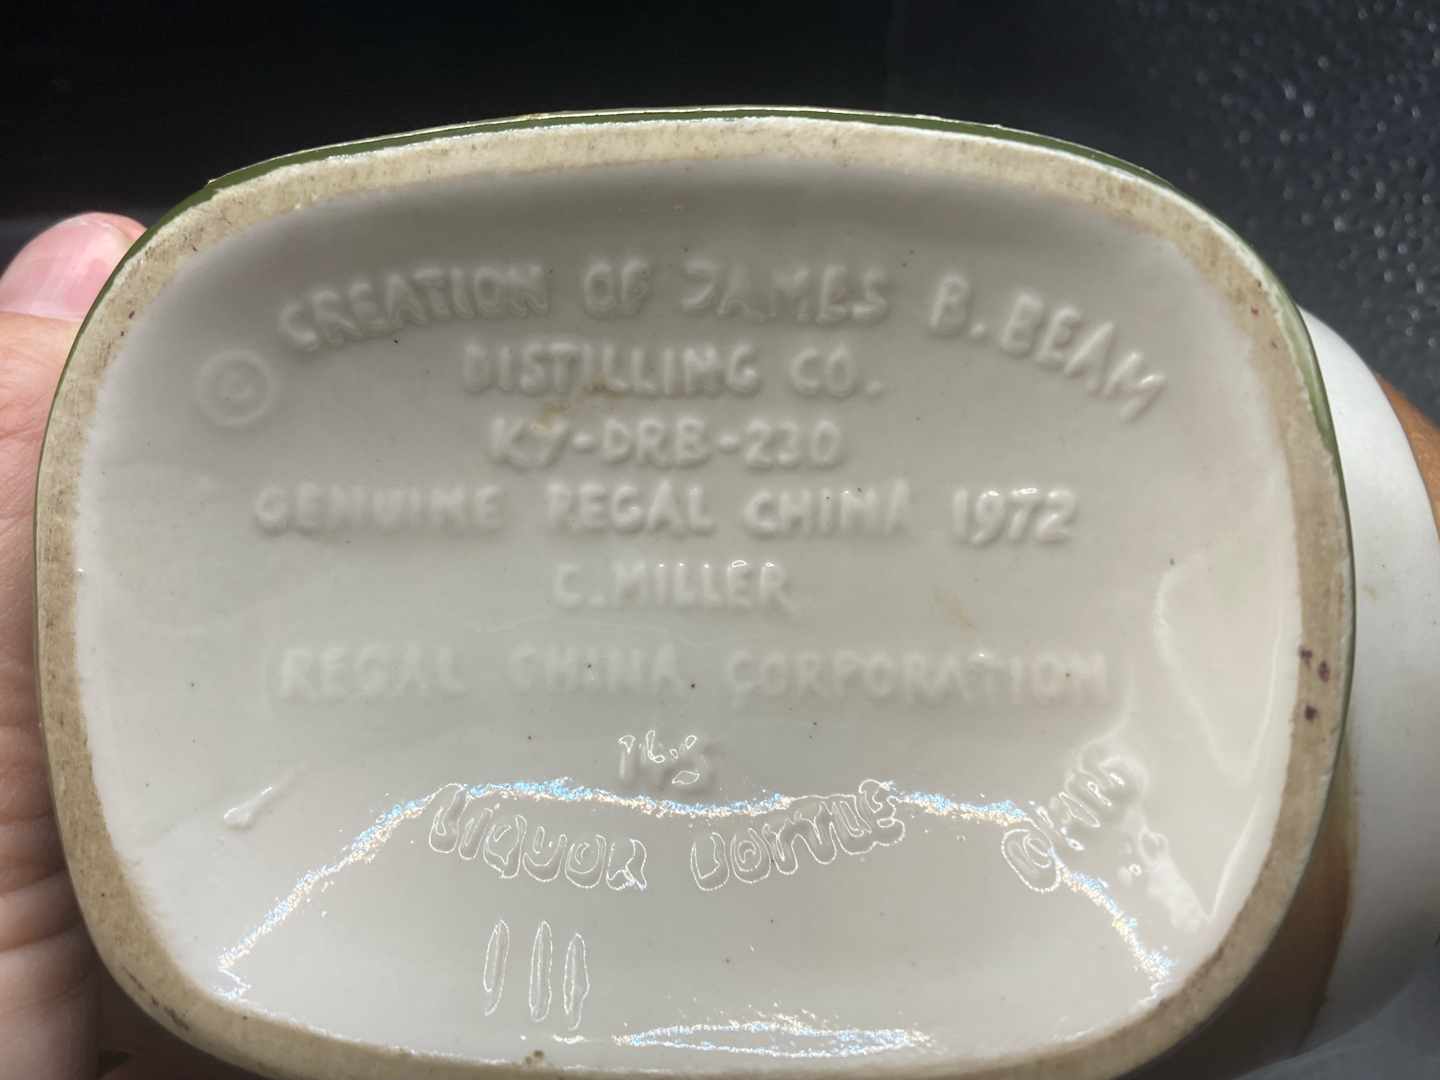 © CREATION OF JAMES B. BEAM
DISTILLING CO.
KY-DRB-230
GENUINE REGAL CHINA 1972
C. MILLER
REGAL CHINA CORPORATION
LIQUOR BOTTLE